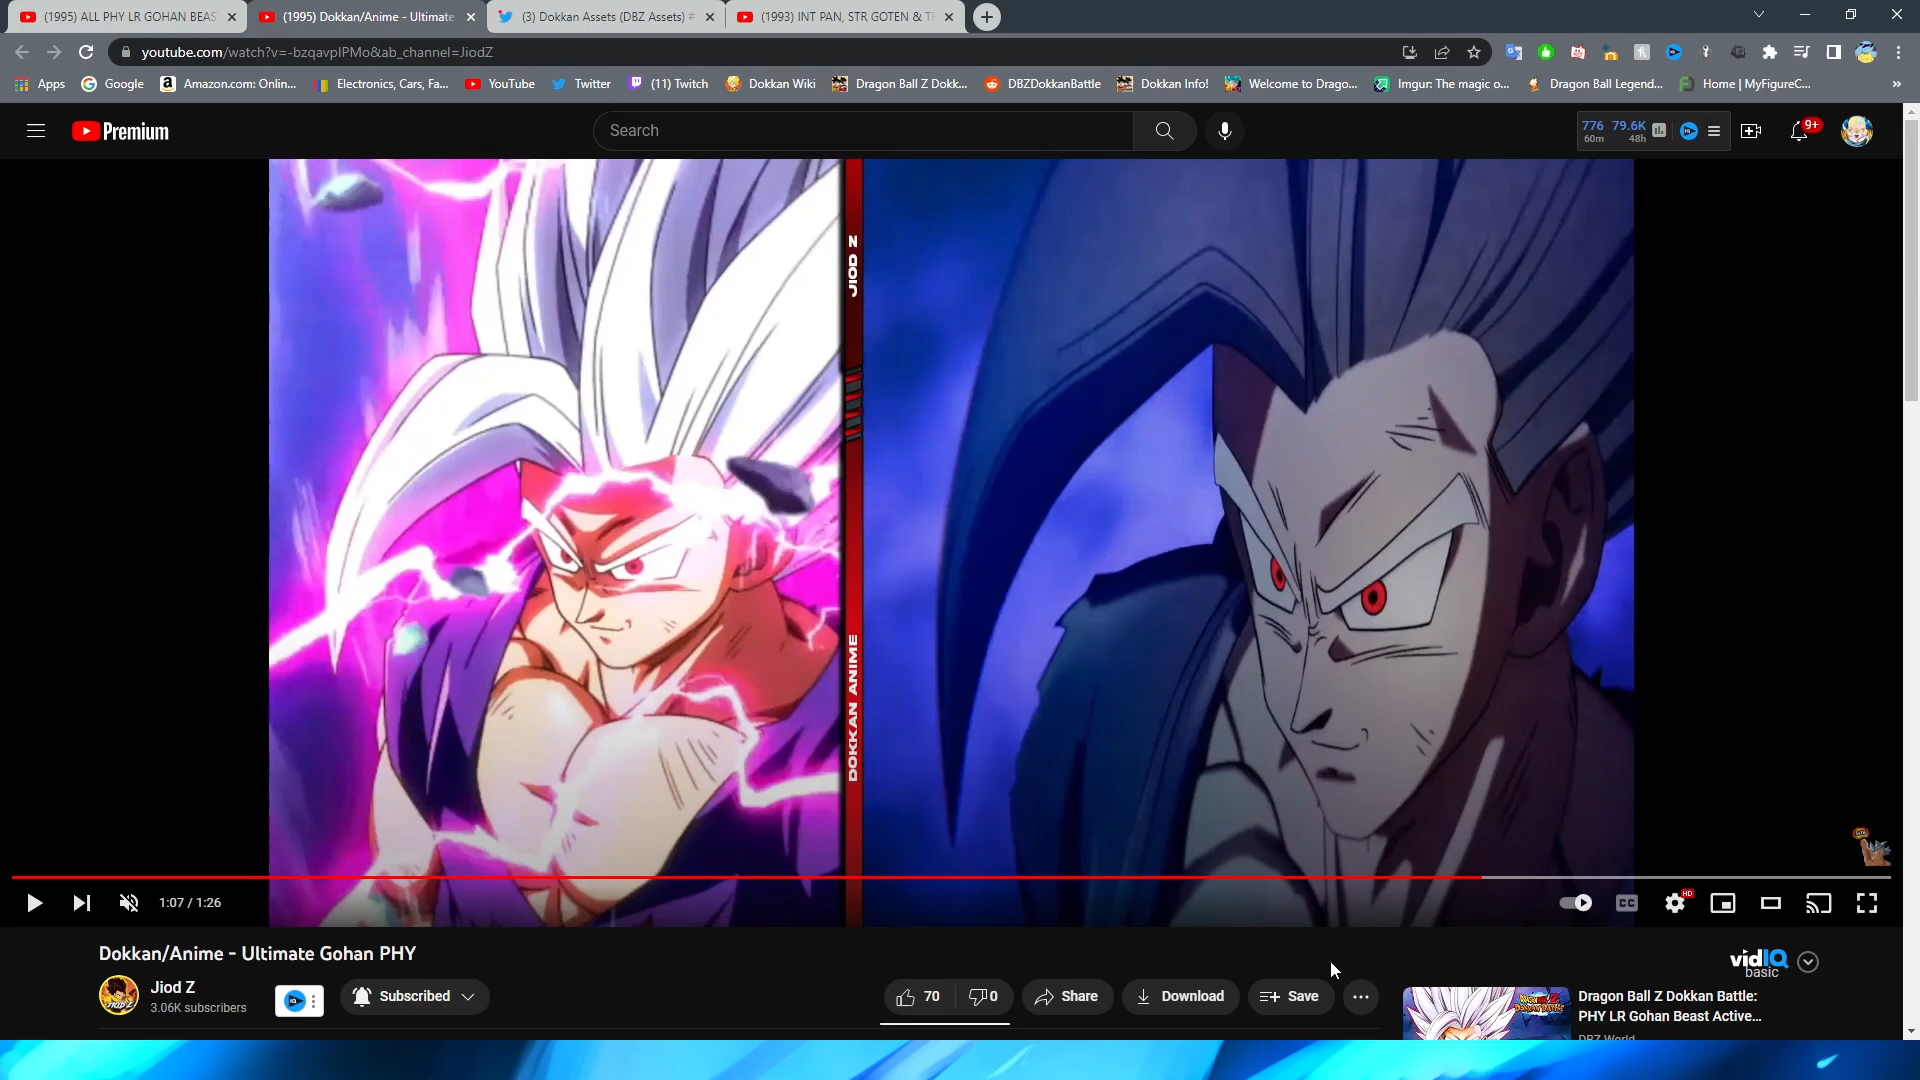 (1995) ALL PHY LR GOHAN BEAS
(1995) Dokkan/Anime - Ultimate
(3) Dokkan Assets (DBZ Assets) #
(1993) INT PAN, STR GOTEN & TR
youtube.com/watch?v=-bzqavpIPMo&ab_channel=JiodZ
Apps
Google
Amazon.com: Onlin...
Electronics, Cars, Fa...
YouTube
Twitter
(11) Twitch
Dokkan Wiki
Dragon Ball Z Dokk...
DBZDokkanBattle
Dokkan Info!
Welcome to Drago...
Imgur: The magic o...
Dragon Ball Legend...
Home | MyFigureC...
»
Premium
Search
776 79.6K
60m 48h
9+
JIOD Z
DOKKAN ANIME
1:07 / 1:26
CC
HD
Dokkan/Anime - Ultimate Gohan PHY
Jiod Z
3.06K subscribers
Subscribed
70
0
Share
Download
Save
vidIQ
basic
Dragon Ball Z Dokkan Battle:
PHY LR Gohan Beast Active...
DBZ World